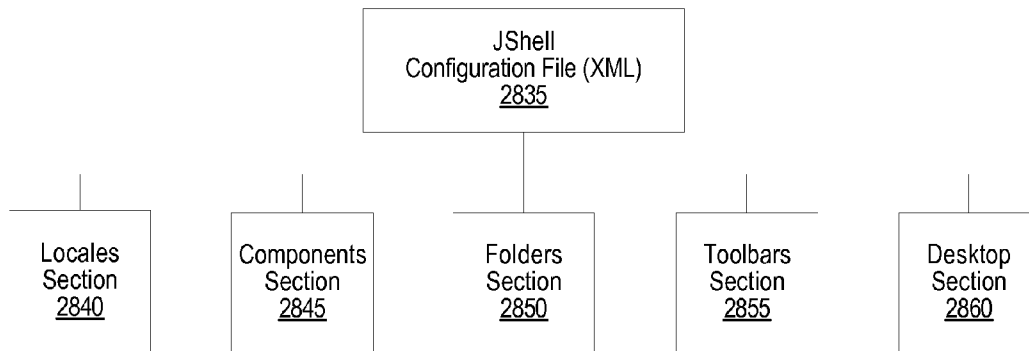 JShell
Configuration File (XML)
2835
Locales
Section
2840
Components
Section
2845
Folders
Section
2850
Toolbars
Section
2855
Desktop
Section
2860